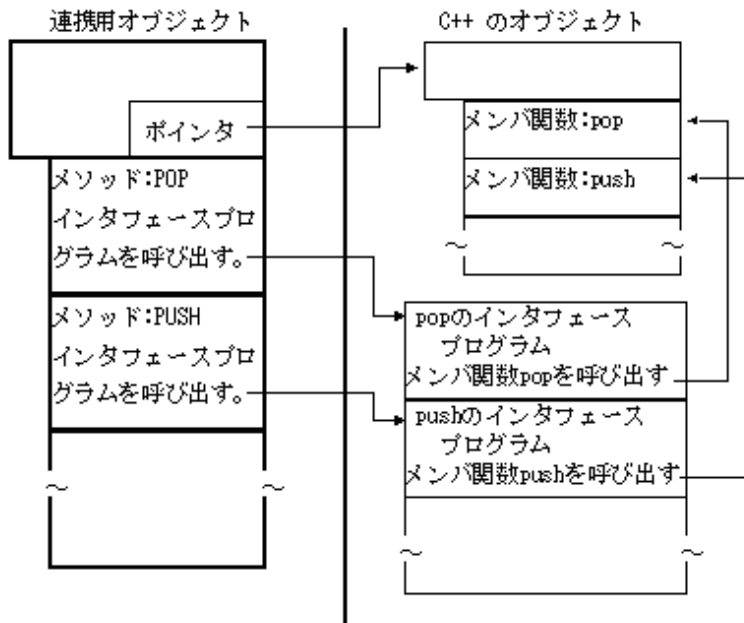 連携用オブジェクト
ポインタ
メソッド:POP
インタフェースプロ
グラムを呼び出す。
メソッド:PUSH
インタフェースプロ
グラムを呼び出す。
～ ～
C++ のオブジェクト
メンバ関数:pop
メンバ関数:push
～ ～
popのインタフェース
プログラム
メンバ関数popを呼び出す
pushのインタフェース
プログラム
メンバ関数pushを呼び出す
～ ～